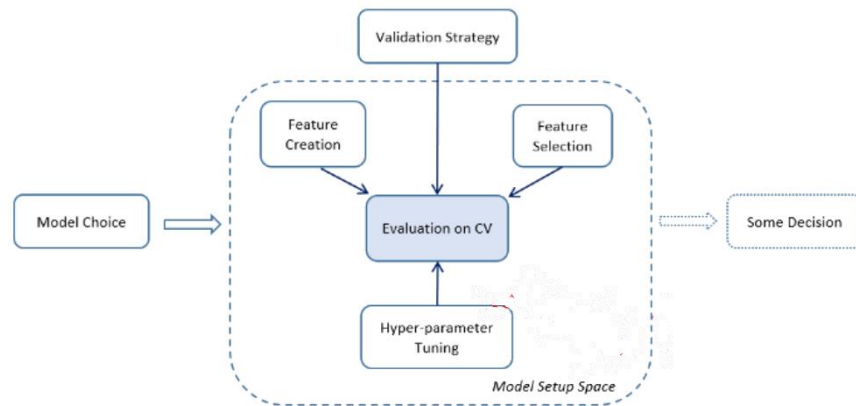 Validation Strategy
Feature
Creation
Feature
Selection
Model Choice
Evaluation on CV
Some Decision
Hyper-parameter
Tuning
Model Setup Space